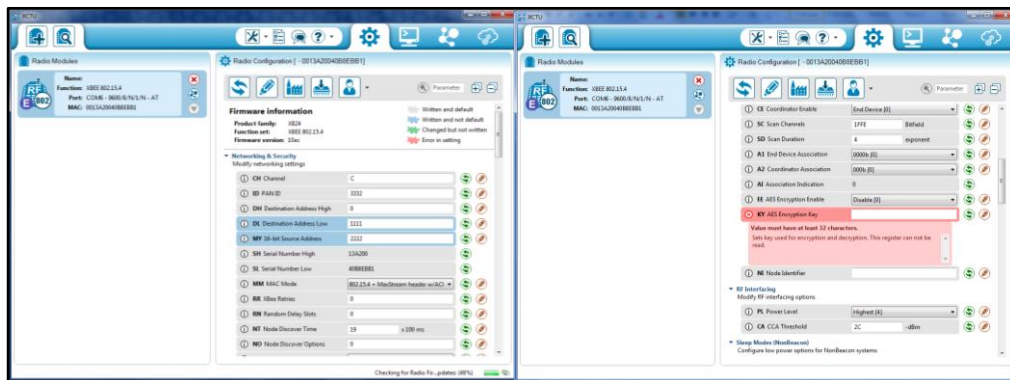 XCTU
Radio Modules
Name:
Function: XBEE 802.15.4
Port: COM6 - 9600/8/N/1/N - AT
MAC: 0013A20040B8EBB1
Radio Configuration [ - 0013A20040B8EBB1]
Parameter
Firmware information
Product family: XB24
Function set: XBEE 802.15.4
Firmware version: 10ec
Written and default
Written and not default
Changed but not written
Error in setting
Networking & Security
Modify networking settings
CH Channel C
ID PAN ID 3332
DH Destination Address High 0
DL Destination Address Low 1111
MY 16-bit Source Address 2222
SH Serial Number High 13A200
SL Serial Number Low 40B8EBB1
MM MAC Mode 802.15.4 + MaxStream header w/ACI
RR XBee Retries 0
RN Random Delay Slots 0
NT Node Discover Time 19 x 100 ms
NO Node Discover Options 0
Checking for Radio Fir...pdates: (49%)
XCTU
Radio Modules
Name:
Function: XBEE 802.15.4
Port: COM6 - 9600/8/N/1/N - AT
MAC: 0013A20040B8EBB1
Radio Configuration [ - 0013A20040B8EBB1]
Parameter
CE Coordinator Enable End Device [0]
SC Scan Channels 1FFE Bitfield
SD Scan Duration 4 exponent
A1 End Device Association 0000b [0]
A2 Coordinator Association 000b [0]
AI Association Indication 0
EE AES Encryption Enable Disable [0]
KY AES Encryption Key
Value must have at least 32 characters.
Sets key used for encryption and decryption. This register can not be
read.
NI Node Identifier
RF Interfacing
Modify RF interfacing options
PL Power Level Highest [4]
CA CCA Threshold 2C -dBm
Sleep Modes (NonBeacon)
Configure low power options for NonBeacon systems